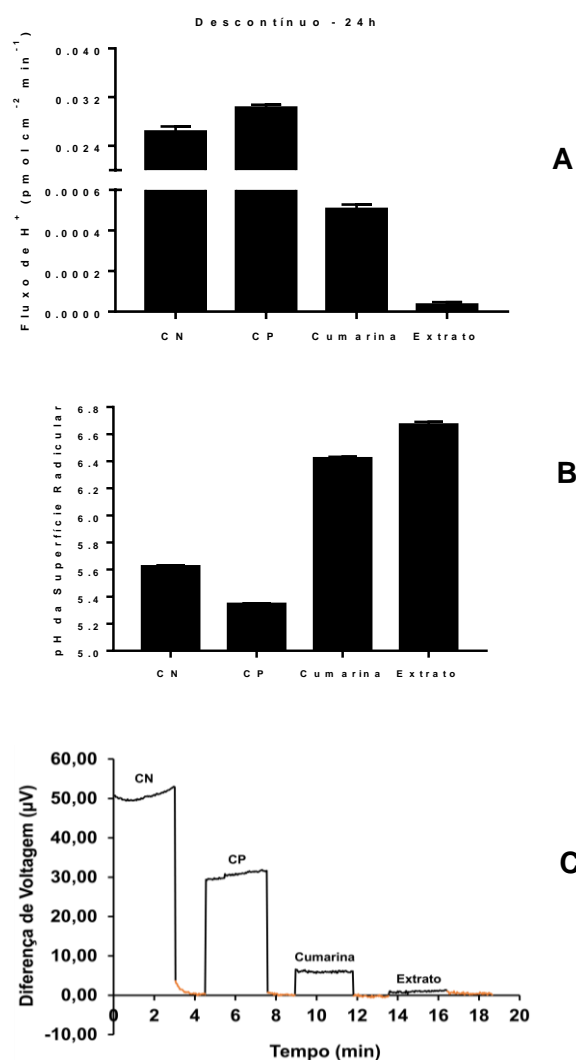 Descontínuo - 24h
Fluxo de H⁺ (pmolcm⁻² min⁻¹)
0.040
0.032
0.024
0.0006
0.0004
0.0002
0.0000
CN CP Cumarina Extrato
A
pH da Superfície Radicular
6.8
6.6
6.4
6.2
6.0
5.8
5.6
5.4
5.2
5.0
CN CP Cumarina Extrato
B
Diferença de Voltagem (µV)
60,00
50,00
40,00
30,00
20,00
10,00
0,00
-10,00
CN
CP
Cumarina
Extrato
0 2 4 6 8 10 12 14 16 18 20
Tempo (min)
C